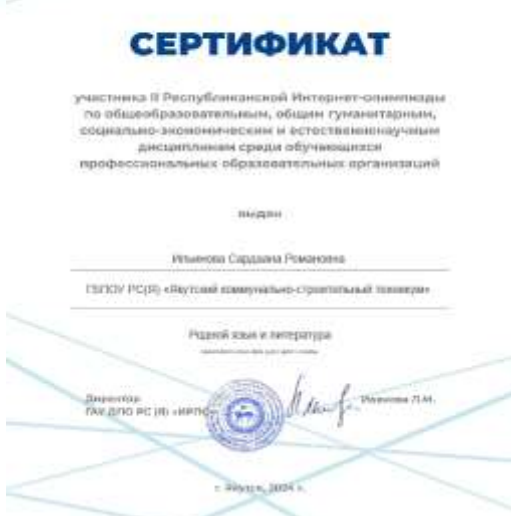 СЕРТИФИКАТ
участника II Республиканской Интернет-олимпиады
по общеобразовательным, общим гуманитарным,
социально-экономическим и естественнонаучным
дисциплинам среди обучающихся
профессиональных образовательных организаций
выдан
Сардаана Романовна
ГБПОУ РС(Я) «Якутский коммунально-строительный техникум»
Родной язык и литература
Директор
ГАУ ДПО РС (Я) «ИРПО»
Л.М.
г. Якутск, 2024 г.